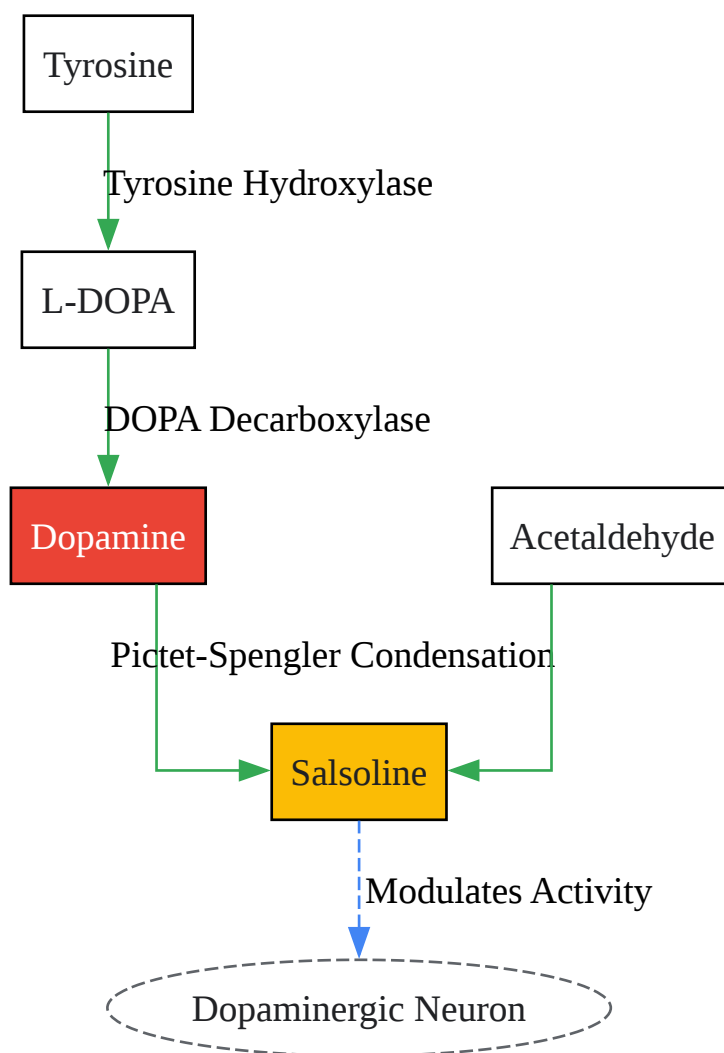 Tyrosine
Tyrosine Hydroxylase
L-DOPA
DOPA Decarboxylase
Dopamine
Acetaldehyde
Pictet-Spengler Condensation
Salsoline
Modulates Activity
Dopaminergic Neuron